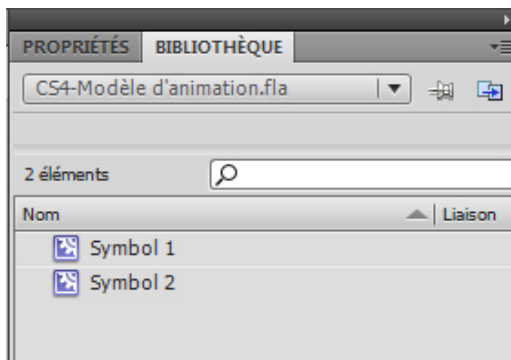 PROPRIÉTÉS BIBLIOTHÈQUE
CS4-Modèle d'animation.fla
2 éléments
Nom Liaison
Symbol 1
Symbol 2